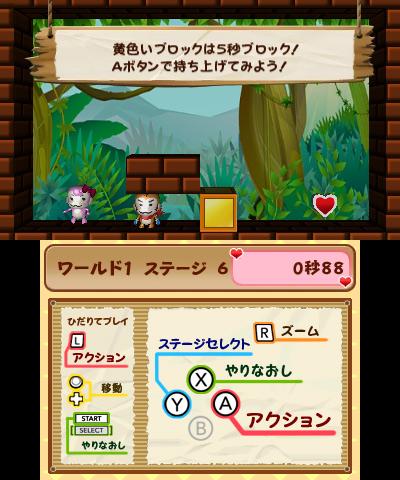 黄色いブロックは5秒ブロック!
Aボタンで持ち上げてみよう!
ワールド1 ステージ 6
0秒88
ひだりてプレイ
L
アクション
移動
START
SELECT
やりなおし
R ズーム
ステージセレクト
X やりなおし
Y
A アクション
B